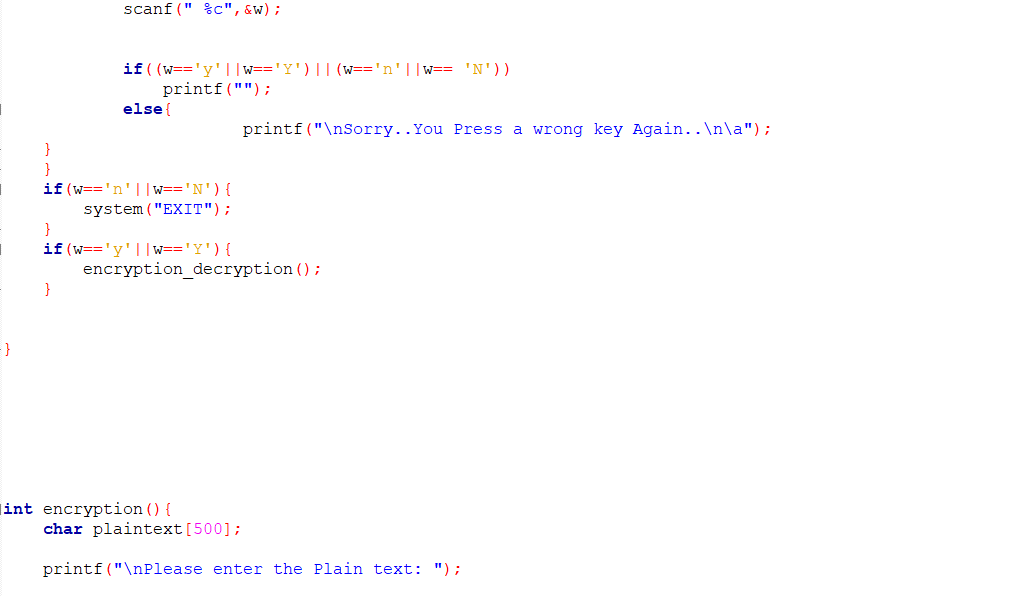 scanf(" %c",&w);
if((w=='y'||w=='Y')||(w=='n'||w== 'N'))
printf("");
else{
printf("\nSorry..You Press a wrong key Again..\n\a");
}
}
if(w=='n'||w=='N'){
system("EXIT");
}
if(w=='y'||w=='Y'){
encryption_decryption();
}
}
int encryption(){
char plaintext[500];
printf("\nPlease enter the Plain text: ");